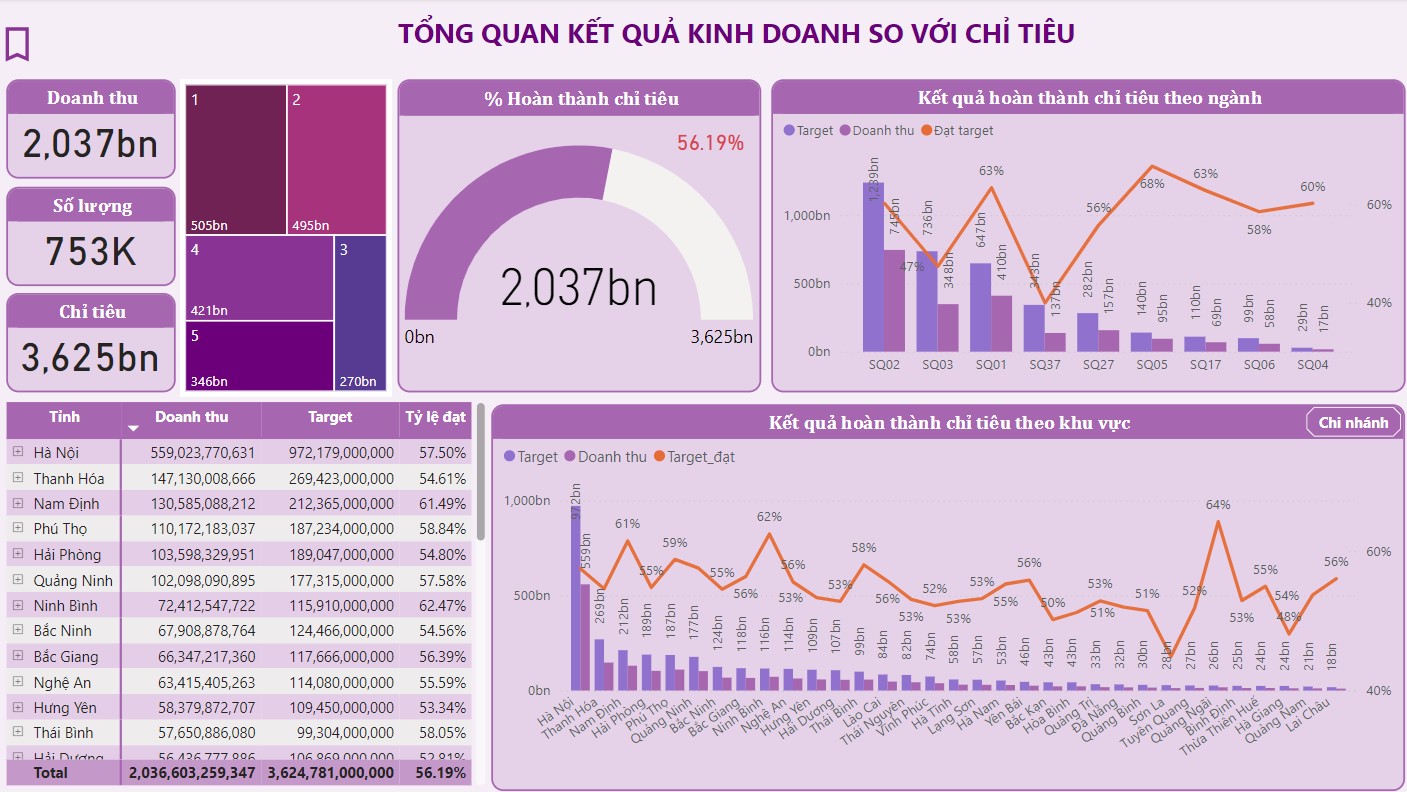 TỔNG QUAN KẾT QUẢ KINH DOANH SO VỚI CHỈ TIÊU
Doanh thu
2,037bn
Số lượng
753K
Chỉ tiêu
3,625bn
1
505bn
2
495bn
4
421bn
3
270bn
5
346bn
% Hoàn thành chỉ tiêu
56.19%
2,037bn
0bn
3,625bn
Kết quả hoàn thành chỉ tiêu theo ngành
Target Doanh thu Đạt target
1,000bn
500bn
0bn
60%
40%
1,239bn 745bn 736bn 348bn 647bn 410bn 343bn 137bn 282bn 157bn 140bn 95bn 110bn 69bn 99bn 58bn 29bn 17bn
47% 63% 56% 68% 63% 58% 60%
SQ02 SQ03 SQ01 SQ37 SQ27 SQ05 SQ17 SQ06 SQ04
Tỉnh Doanh thu Target Tỷ lệ đạt
Hà Nội 559,023,770,631 972,179,000,000 57.50%
Thanh Hóa 147,130,008,666 269,423,000,000 54.61%
Nam Định 130,585,088,212 212,365,000,000 61.49%
Phú Thọ 110,172,183,037 187,234,000,000 58.84%
Hải Phòng 103,598,329,951 189,047,000,000 54.80%
Quảng Ninh 102,098,090,895 177,315,000,000 57.58%
Ninh Bình 72,412,547,722 115,910,000,000 62.47%
Bắc Ninh 67,908,878,764 124,466,000,000 54.56%
Bắc Giang 66,347,217,360 117,666,000,000 56.39%
Nghệ An 63,415,405,263 114,080,000,000 55.59%
Hưng Yên 58,379,872,707 109,450,000,000 53.34%
Thái Bình 57,650,886,080 99,304,000,000 58.05%
Hải Dương 56,436,777,886 106,869,000,000 52.81%
Total 2,036,603,259,347 3,624,781,000,000 56.19%
Kết quả hoàn thành chỉ tiêu theo khu vực
Chi nhánh
Target Doanh thu Target_đạt
1,000bn
500bn
0bn
60%
40%
972bn 559bn 269bn 212bn 189bn 187bn 177bn 124bn 118bn 116bn 114bn 109bn 107bn 99bn 84bn 82bn 74bn 58bn 57bn 53bn 46bn 43bn 43bn 33bn 32bn 30bn 28bn 27bn 26bn 25bn 24bn 24bn 21bn 18bn
61% 55% 59% 55% 56% 62% 56% 53% 53% 58% 56% 53% 52% 53% 53% 55% 56% 50% 53% 51% 51% 52% 64% 53% 55% 54% 48% 56%
Hà Nội Thanh Hóa Nam Định Hải Phòng Phú Thọ Quảng Ninh Bắc Ninh Bắc Giang Ninh Bình Nghệ An Hưng Yên Hải Dương Thái Bình Lào Cai Thái Nguyên Vĩnh Phúc Hà Tĩnh Lạng Sơn Hà Nam Yên Bái Bắc Kạn Hòa Bình Quảng Trị Đà Nẵng Quảng Bình Sơn La Tuyên Quang Quảng Ngãi Bình Định Thừa Thiên Huế Hà Giang Quảng Nam Lai Châu